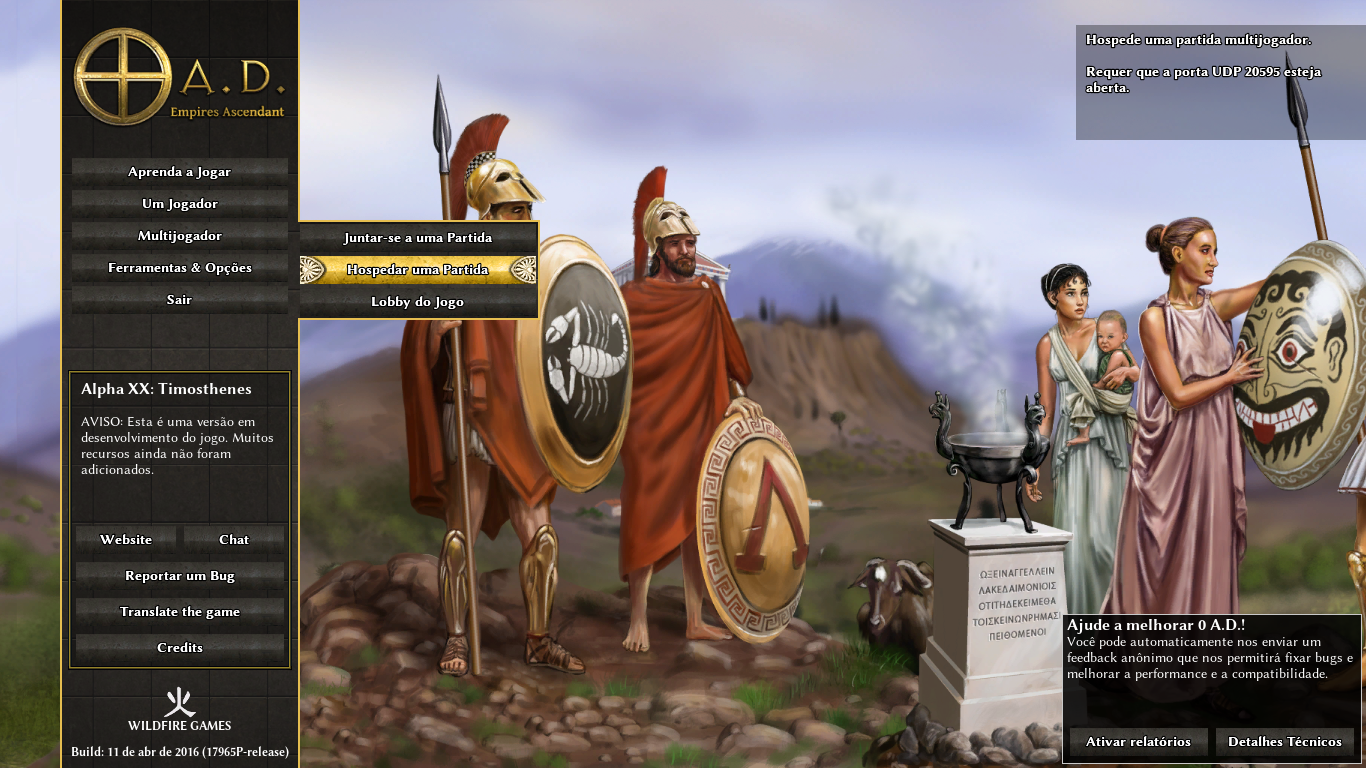 0 A.D.
Empires Ascendant
Aprenda a Jogar
Um Jogador
Multijogador
Ferramentas & Opções
Sair
Juntar-se a uma Partida
Hospedar uma Partida
Lobby do Jogo
Hospede uma partida multijogador.
Requer que a porta UDP 20595 esteja
aberta.
Alpha XX: Timosthenes
AVISO: Esta é uma versão em
desenvolvimento do jogo. Muitos
recursos ainda não foram
adicionados.
Website
Chat
Reportar um Bug
Translate the game
Credits
WILDFIRE GAMES
Build: 11 de abr de 2016 (17965P-release)
Λ
ΩΞΕΙΝΑΓΓΕΛΛΕΙΝ
ΛΑΚΕΔΑΙΜΟΝΙΟΙΣ
ΟΤΙΤΗΔΕΚΕΙΜΕΘΑ
ΤΟΙΣΚΕΙΝΩΝΡΗΜΑΣΙ
ΠΕΙΘΟΜΕΝΟΙ
Ajude a melhorar 0 A.D.!
Você pode automaticamente nos enviar um
feedback anônimo que nos permitirá fixar bugs e
melhorar a performance e a compatibilidade.
Ativar relatórios
Detalhes Técnicos